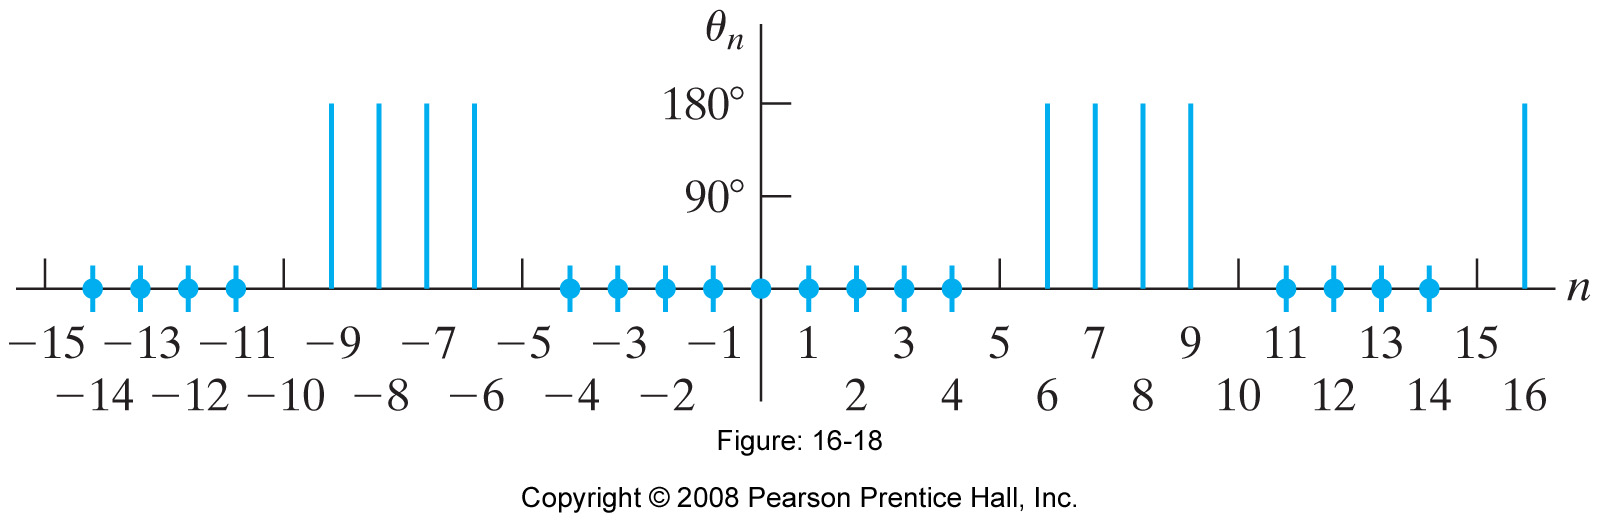 θn
180°
90°
n
−15 −13 −11 −9 −7 −5 −3 −1 1 3 5 7 9 11 13 15
−14 −12 −10 −8 −6 −4 −2 2 4 6 8 10 12 14 16
Figure: 16-18
Copyright © 2008 Pearson Prentice Hall, Inc.